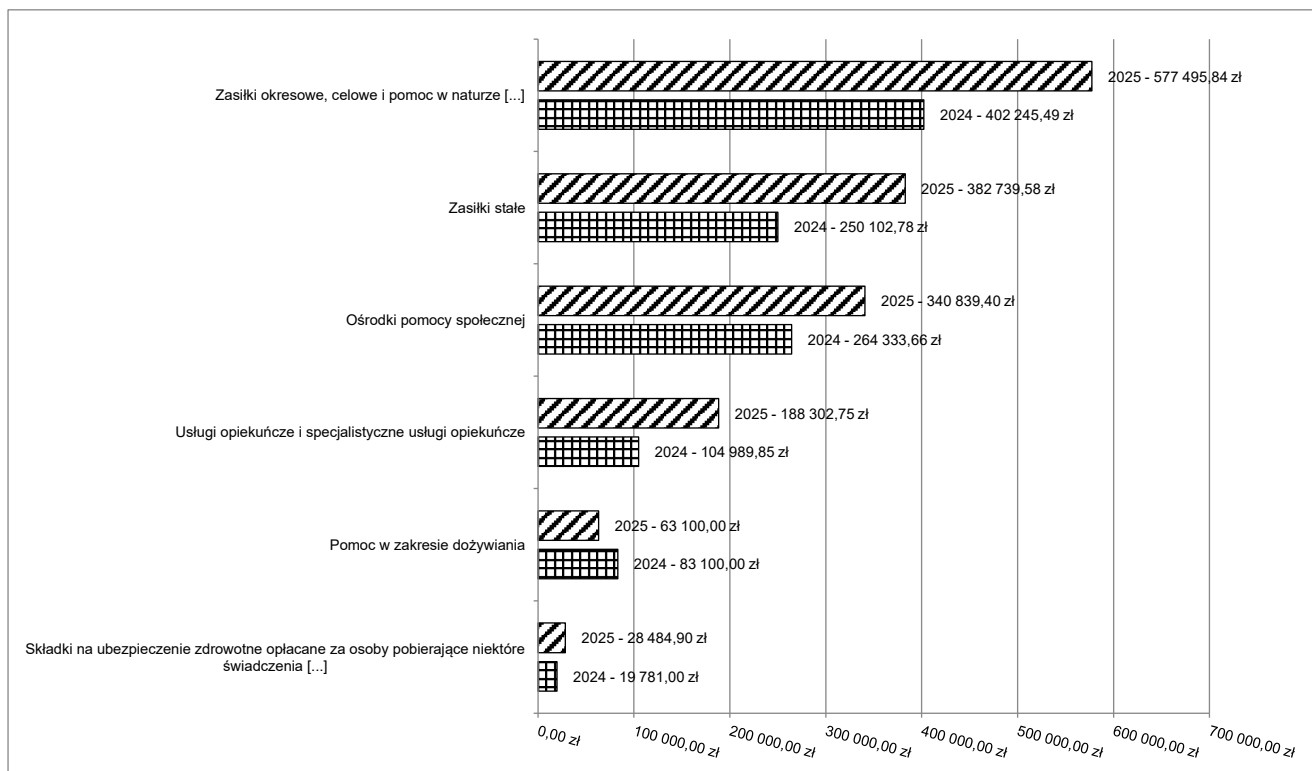 Zasiłki okresowe, celowe i pomoc w naturze [...]
2025 - 577 495,84 zł
2024 - 402 245,49 zł
Zasiłki stałe
2025 - 382 739,58 zł
2024 - 250 102,78 zł
Ośrodki pomocy społecznej
2025 - 340 839,40 zł
2024 - 264 333,66 zł
Usługi opiekuńcze i specjalistyczne usługi opiekuńcze
2025 - 188 302,75 zł
2024 - 104 989,85 zł
Pomoc w zakresie dożywiania
2025 - 63 100,00 zł
2024 - 83 100,00 zł
Składki na ubezpieczenie zdrowotne opłacane za osoby pobierające niektóre
świadczenia [...]
2025 - 28 484,90 zł
2024 - 19 781,00 zł
0,00 zł
100 000,00 zł
200 000,00 zł
300 000,00 zł
400 000,00 zł
500 000,00 zł
600 000,00 zł
700 000,00 zł